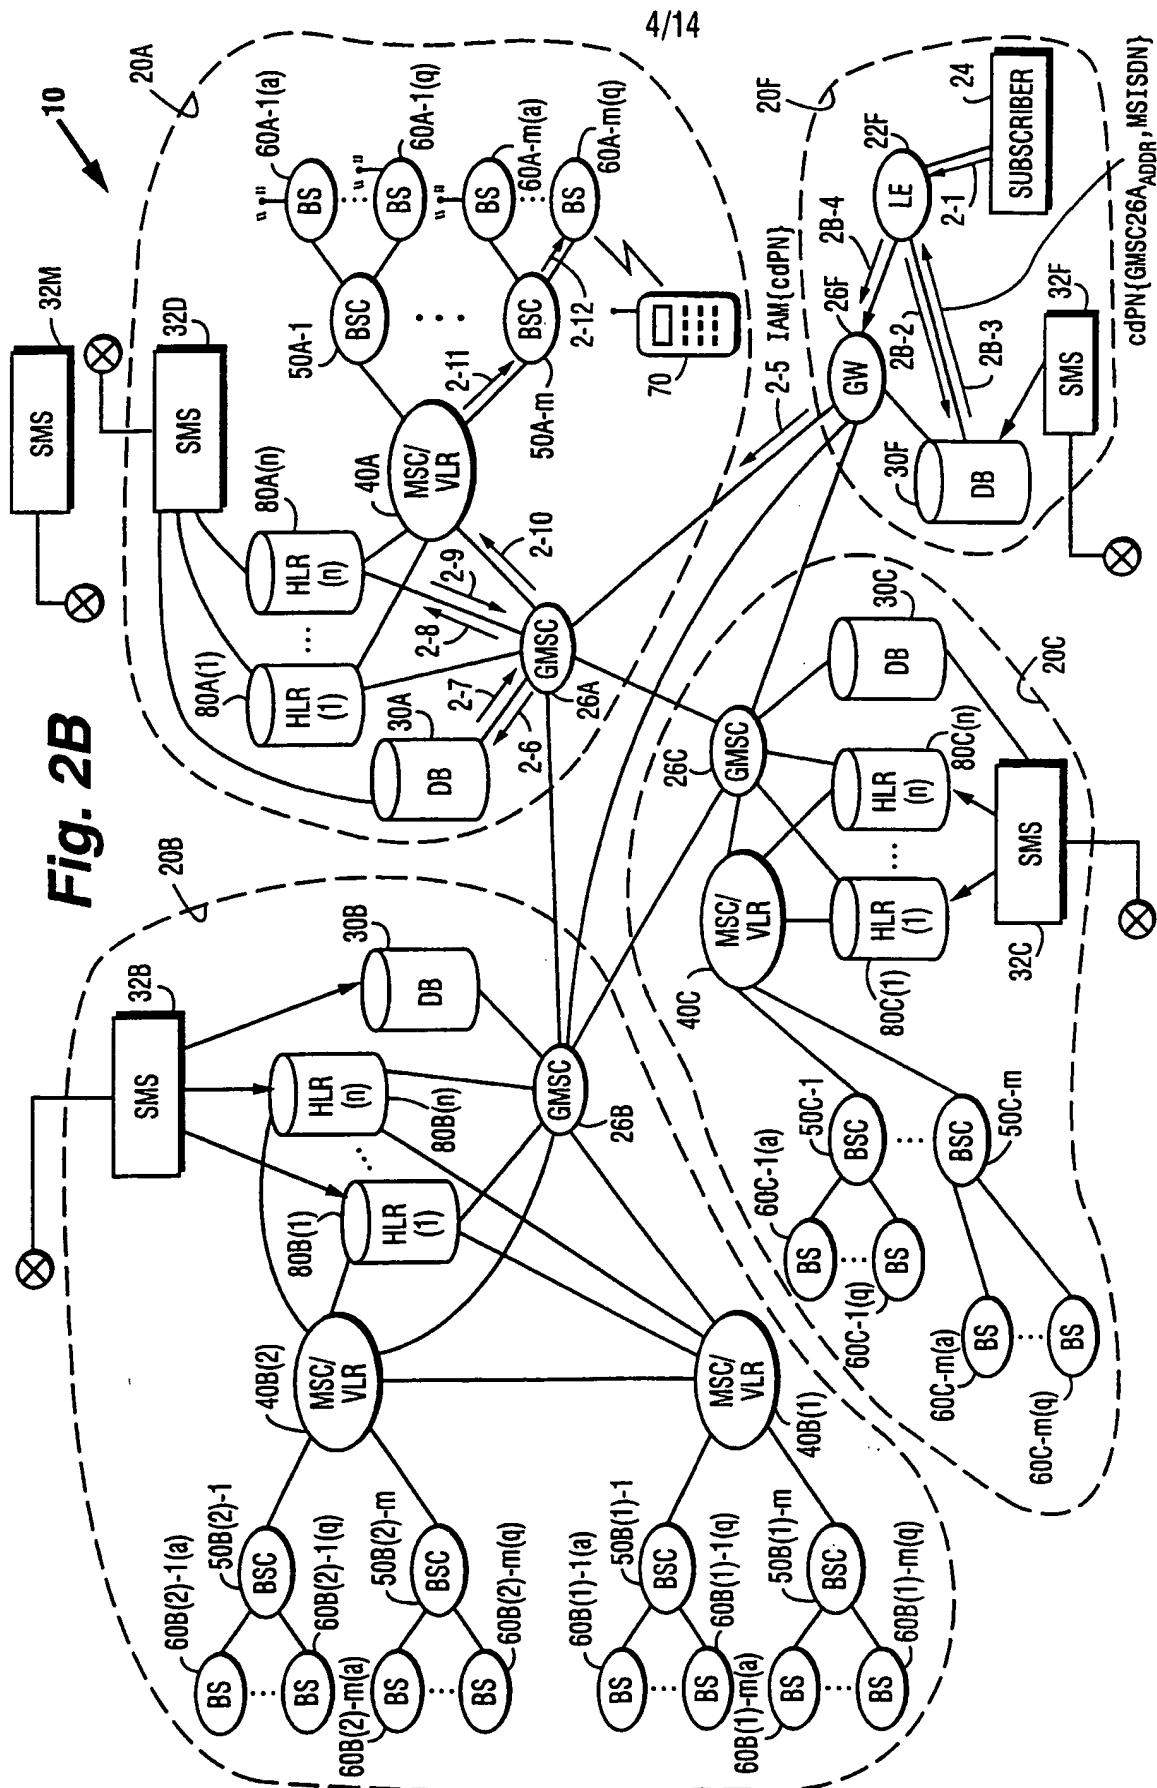 4/14
Fig. 2B
10
32M
SMS
32D
SMS
20A
80A(n)
HLR
(n)
...
80A(1)
HLR
(1)
30A
DB
2-6
2-7
2-8
2-9
2-10
GMSC
26A
40A
MSC/
VLR
50A-1
BSC
2-11
BSC
50A-m
2-12
60A-1(a)
BS
60A-1(q)
BS
60A-m(a)
BS
60A-m(q)
BS
70
20B
32B
SMS
30B
DB
HLR
(n)
80B(n)
...
80B(1)
HLR
(1)
GMSC
26B
40B(2)
MSC/
VLR
MSC/
VLR
40B(1)
50B(2)-1
BSC
50B(2)-m
BSC
60B(2)-1(a)
BS
60B(2)-1(q)
BS
60B(2)-m(a)
BS
60B(2)-m(q)
BS
50B(1)-1
BSC
50B(1)-m
BSC
60B(1)-1(a)
BS
60B(1)-1(q)
BS
60B(1)-m(a)
BS
60B(1)-m(q)
BS
20C
26C
GMSC
30C
DB
80C(n)
HLR
(n)
...
80C(1)
HLR
(1)
SMS
32C
MSC/
VLR
40C
50C-1
BSC
50C-m
BSC
60C-1(a)
BS
60C-1(q)
BS
60C-m(a)
BS
60C-m(q)
BS
20F
2-5 IAM{cdPN}
26F
GW
2B-4
2B-2
2B-3
22F
LE
2-1
24
SUBSCRIBER
30F
DB
32F
SMS
cdPN{GMSC26A ADDR, MSISDN}